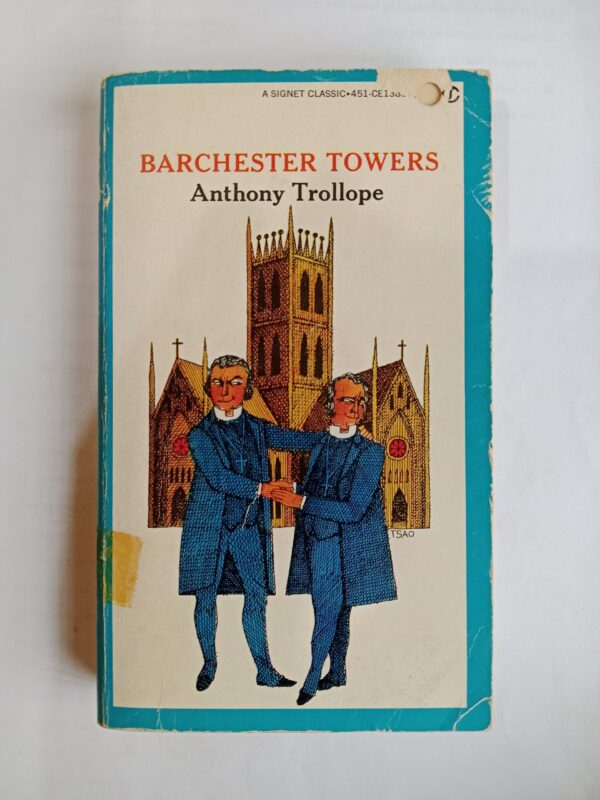 A SIGNET CLASSIC•451-CE133
D
BARCHESTER TOWERS
Anthony Trollope
TSAO